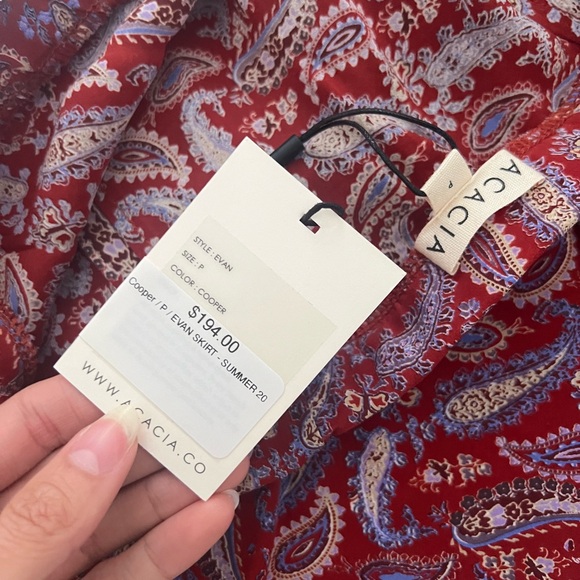 STYLE : EVAN
SIZE : P
COLOR : COOPER
$194.00
Cooper / P / EVAN SKIRT - SUMMER 20
WWW.ACACIA.CO
ACACIA
P